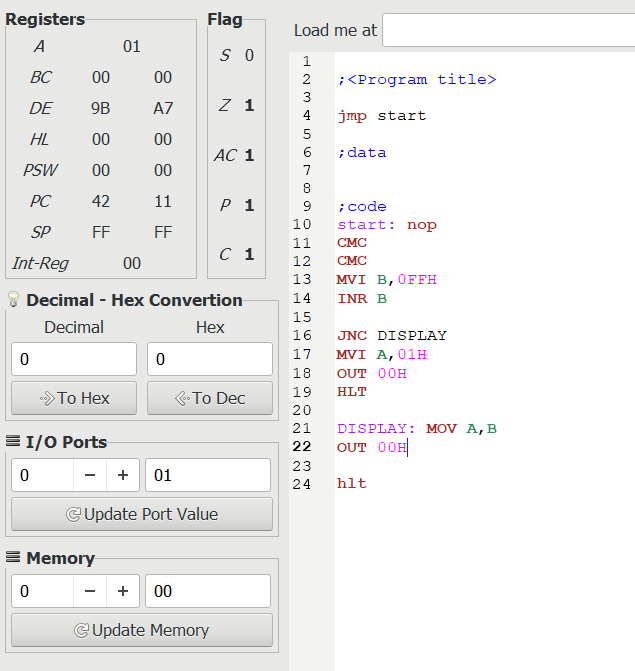 Registers
A 01
BC 00 00
DE 9B A7
HL 00 00
PSW 00 00
PC 42 11
SP FF FF
Int-Reg 00
Flag
S 0
Z 1
AC 1
P 1
C 1
Decimal - Hex Convertion
Decimal Hex
0 0
To Hex To Dec
I/O Ports
0 − + 01
Update Port Value
Memory
0 − + 00
Update Memory
Load me at
1
2 ;<Program title>
3
4 jmp start
5
6 ;data
7
8
9 ;code
10 start: nop
11 CMC
12 CMC
13 MVI B,0FFH
14 INR B
15
16 JNC DISPLAY
17 MVI A,01H
18 OUT 00H
19 HLT
20
21 DISPLAY: MOV A,B
22 OUT 00H
23
24 hlt